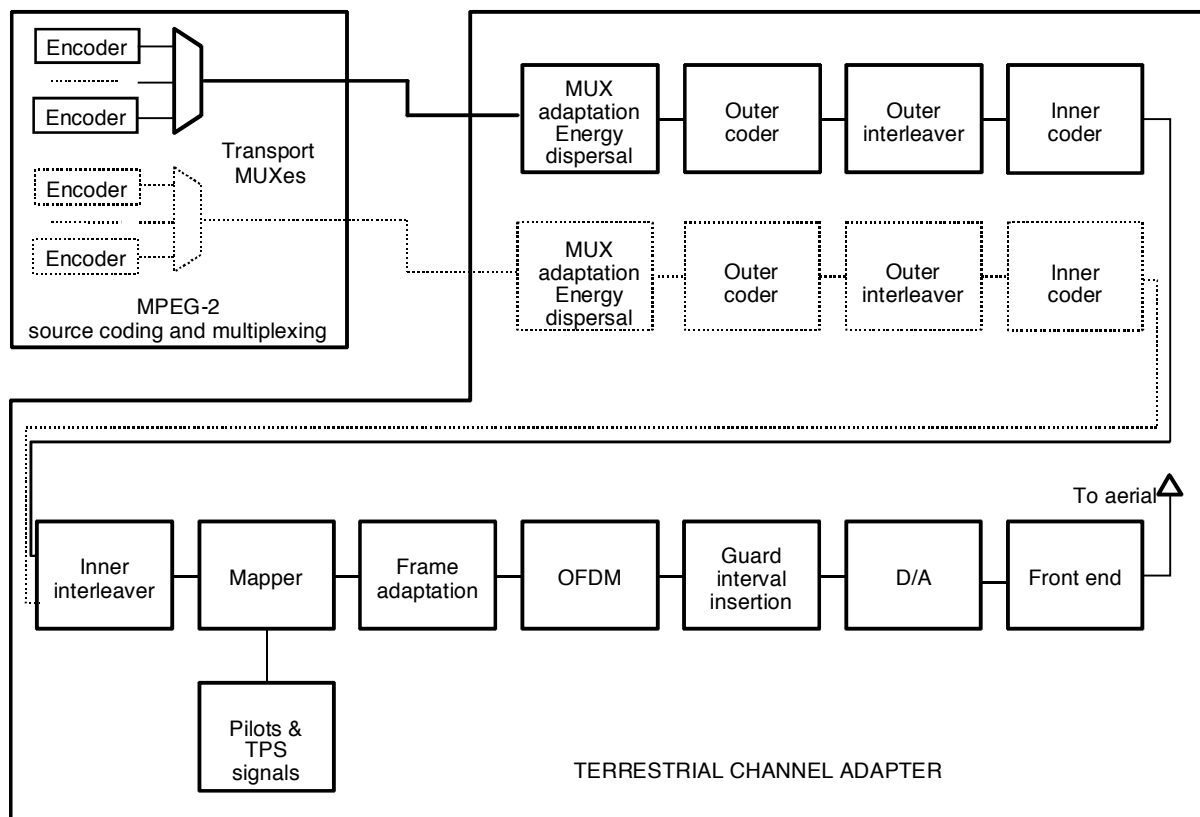 Encoder
Encoder
Transport
MUXes
Encoder
Encoder
MPEG-2
source coding and multiplexing
MUX
adaptation
Energy
dispersal
Outer
coder
Outer
interleaver
Inner
coder
MUX
adaptation
Energy
dispersal
Outer
coder
Outer
interleaver
Inner
coder
To aerial
Inner
interleaver
Mapper
Frame
adaptation
OFDM
Guard
interval
insertion
D/A
Front end
Pilots &
TPS
signals
TERRESTRIAL CHANNEL ADAPTER